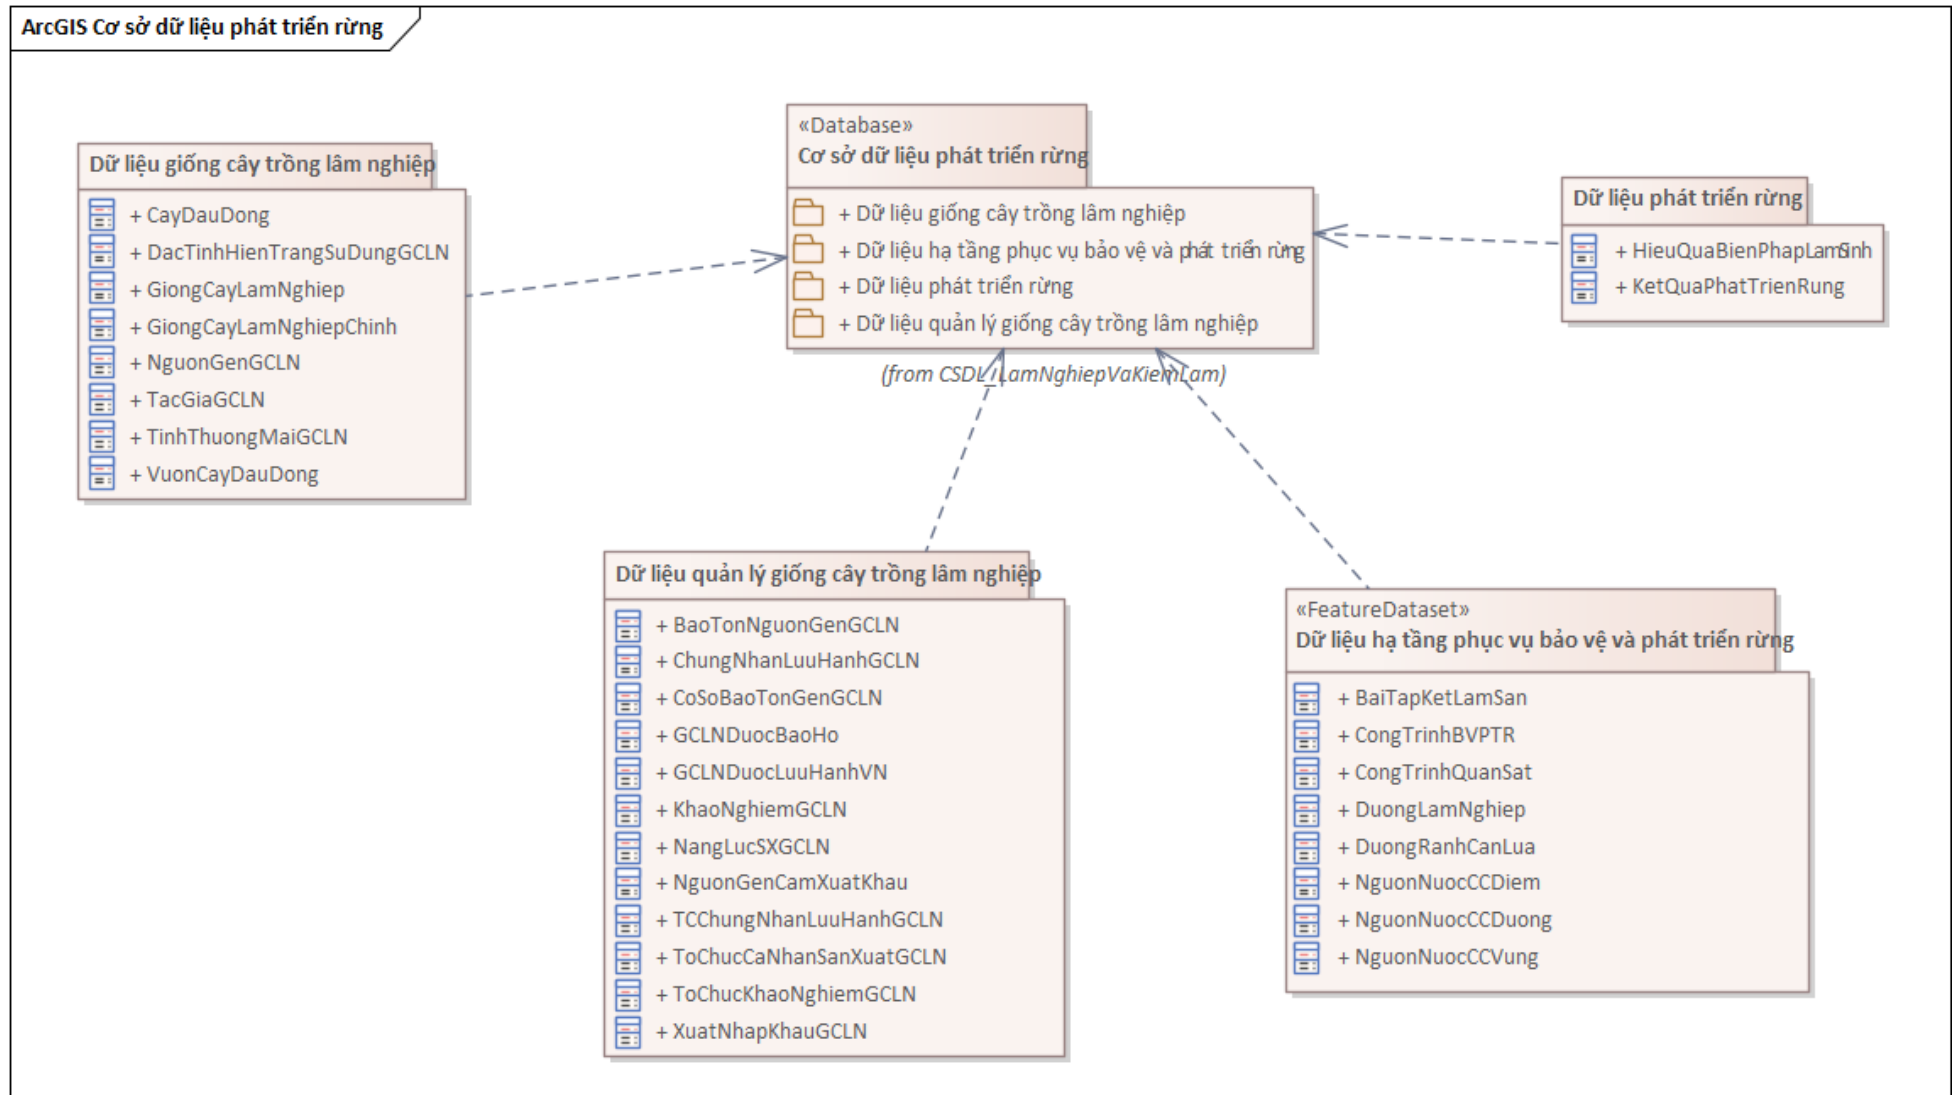 ArcGIS Cơ sở dữ liệu phát triển rừng
«Database»
Cơ sở dữ liệu phát triển rừng
+ Dữ liệu giống cây trồng lâm nghiệp
+ Dữ liệu hạ tầng phục vụ bảo vệ và phát triển rừng
+ Dữ liệu phát triển rừng
+ Dữ liệu quản lý giống cây trồng lâm nghiệp
(from CSDL_LamNghiepVaKiemLam)
Dữ liệu giống cây trồng lâm nghiệp
+ CayDauDong
+ DacTinhHienTrangSuDungGCLN
+ GiongCayLamNghiep
+ GiongCayLamNghiepChinh
+ NguonGenGCLN
+ TacGiaGCLN
+ TinhThuongMaiGCLN
+ VuonCayDauDong
Dữ liệu phát triển rừng
+ HieuQuaBienPhapLamSinh
+ KetQuaPhatTrienRung
Dữ liệu quản lý giống cây trồng lâm nghiệp
+ BaoTonNguonGenGCLN
+ ChungNhanLuuHanhGCLN
+ CoSoBaoTonGenGCLN
+ GCLNDuocBaoHo
+ GCLNDuocLuuHanhVN
+ KhaoNghiemGCLN
+ NangLucSXGCLN
+ NguonGenCamXuatKhau
+ TCChungNhanLuuHanhGCLN
+ ToChucCaNhanSanXuatGCLN
+ ToChucKhaoNghiemGCLN
+ XuatNhapKhauGCLN
«FeatureDataset»
Dữ liệu hạ tầng phục vụ bảo vệ và phát triển rừng
+ BaiTapKetLamSan
+ CongTrinhBVPTR
+ CongTrinhQuanSat
+ DuongLamNghiep
+ DuongRanhCanLua
+ NguonNuocCCDiem
+ NguonNuocCCDuong
+ NguonNuocCCVung